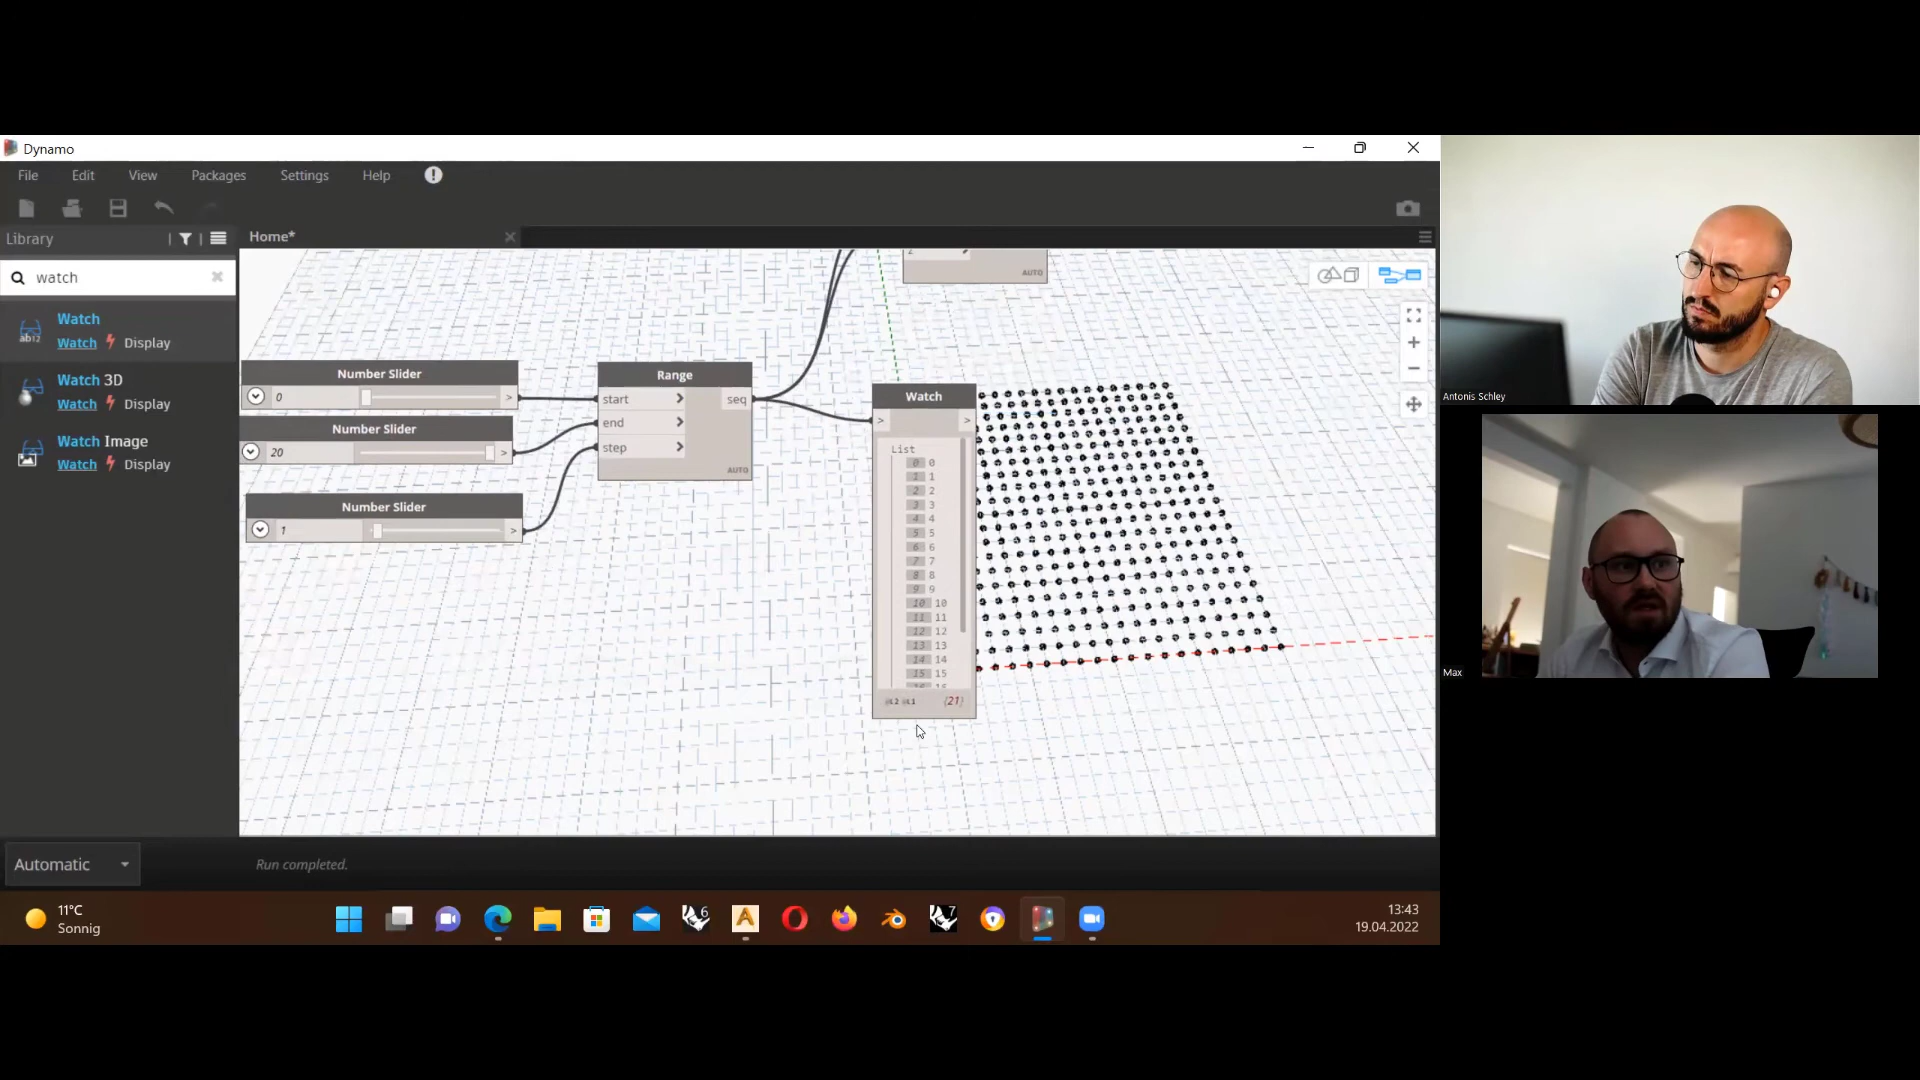 Dynamo
File Edit View Packages Settings Help
Library
Home*
watch
Watch
Watch Display
Watch 3D
Watch Display
Watch Image
Watch Display
Number Slider
0 >
Number Slider
20 >
Number Slider
1 >
Range
start > seq
end >
step >
AUTO
AUTO
Watch
> >
List
0 0
1 1
2 2
3 3
4 4
5 5
6 6
7 7
8 8
9 9
10 10
11 11
12 12
13 13
14 14
15 15
@L2 @L1 {21}
Automatic
Run completed.
11°C
Sonnig
6
7
13:43
19.04.2022
Antonis Schley
Max